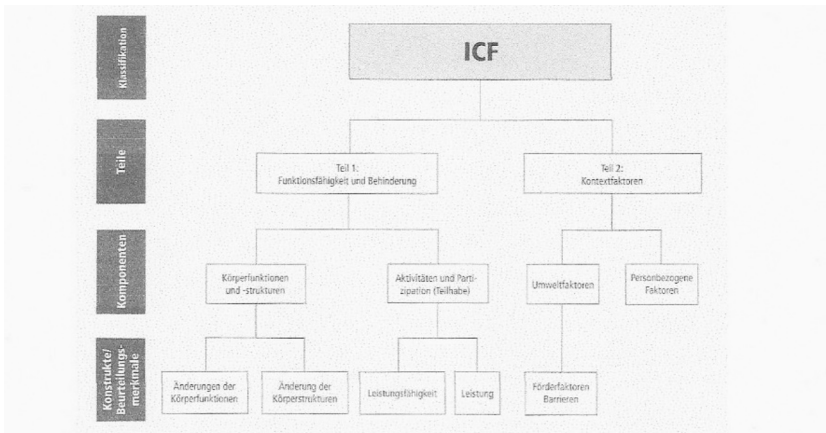 Klassifikation
ICF
Teile
Teil 1:
Funktionsfähigkeit und Behinderung
Teil 2:
Kontextfaktoren
Komponenten
Körperfunktionen
und -strukturen
Aktivitäten und Parti-
zipation (Teilhabe)
Umweltfaktoren
Personbezogene
Faktoren
Konstrukte/
Beurteilungs-
merkmale
Änderungen der
Körperfunktionen
Änderung der
Körperstrukturen
Leistungsfähigkeit
Leistung
Förderfaktoren
Barrieren